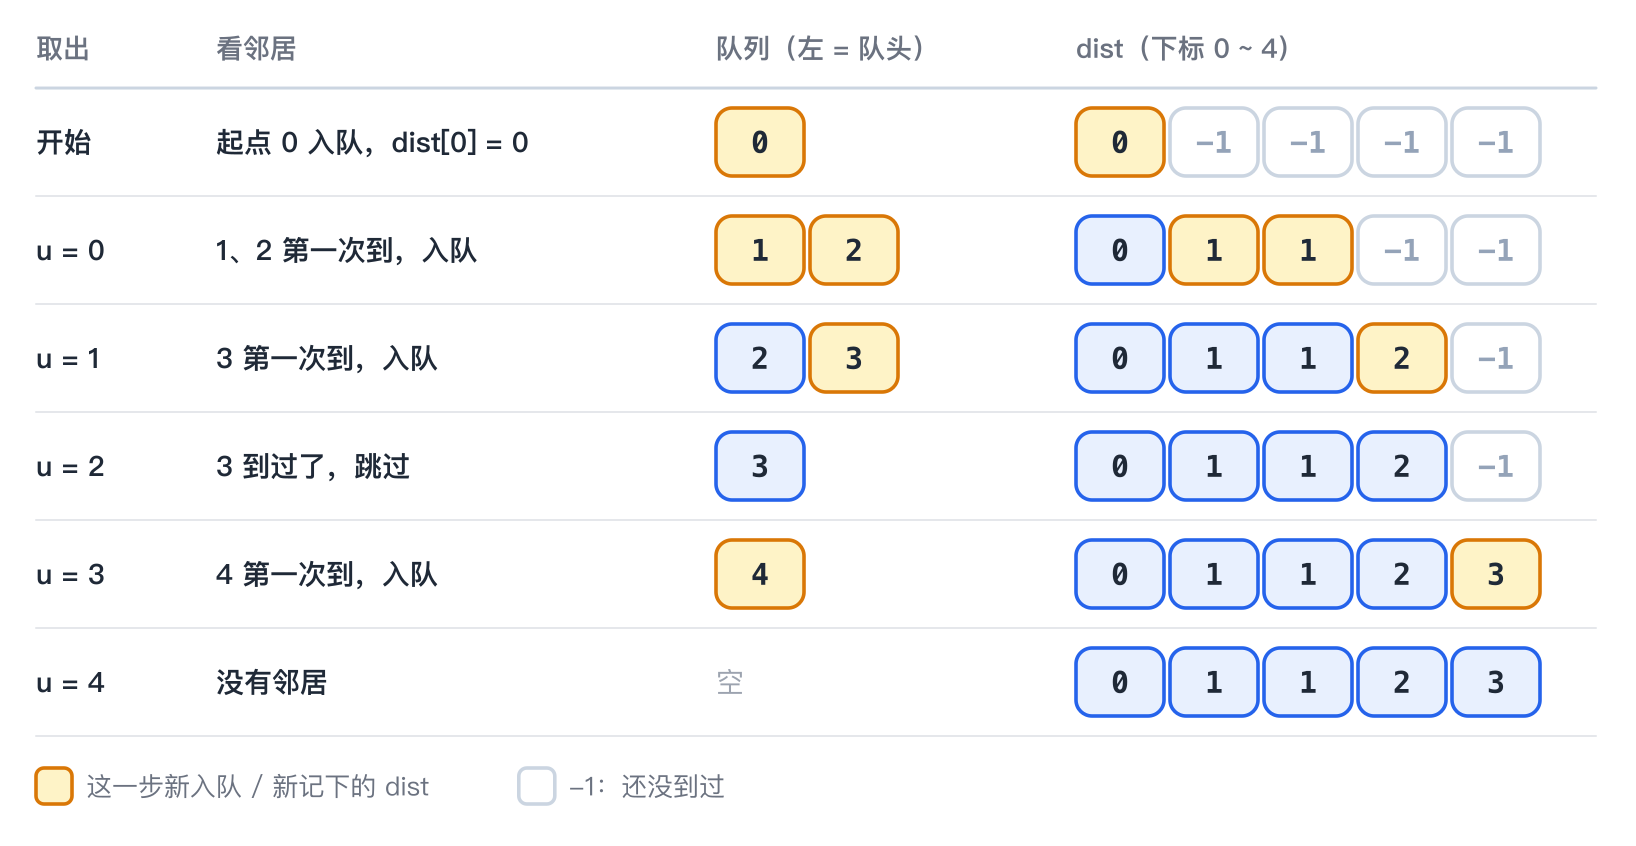 取出 看邻居 队列（左 = 队头） dist（下标 0 ~ 4）
开始 起点 0 入队，dist[0] = 0 0 0 −1 −1 −1 −1
u = 0 1、2 第一次到，入队 1 2 0 1 1 −1 −1
u = 1 3 第一次到，入队 2 3 0 1 1 2 −1
u = 2 3 到过了，跳过 3 0 1 1 2 −1
u = 3 4 第一次到，入队 4 0 1 1 2 3
u = 4 没有邻居 空 0 1 1 2 3
这一步新入队 / 新记下的 dist −1：还没到过